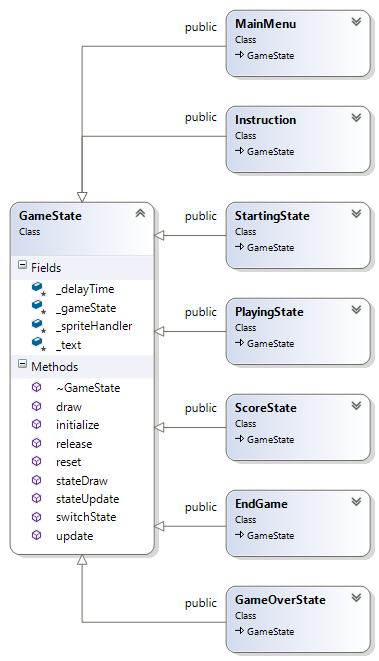 public
MainMenu
Class
GameState
public
Instruction
Class
GameState
GameState
Class
Fields
_delayTime
_gameState
_spriteHandler
_text
Methods
~GameState
draw
initialize
release
reset
stateDraw
stateUpdate
switchState
update
public
StartingState
Class
GameState
public
PlayingState
Class
GameState
public
ScoreState
Class
GameState
public
EndGame
Class
GameState
public
GameOverState
Class
GameState